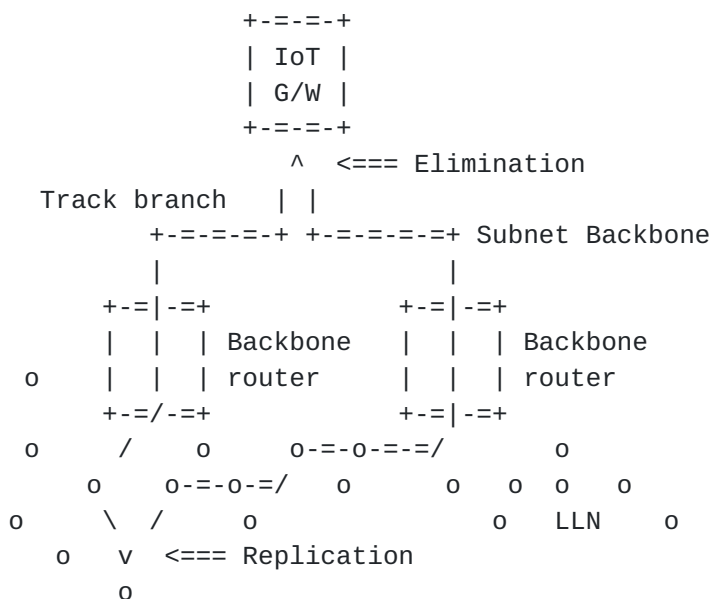 +-=-=-+
                  | IoT |
                  | G/W |
                  +-=-=-+
                     ^  <=== Elimination
     Track branch   | |
            +-=-=-=-+ +-=-=-=-=+ Subnet Backbone
            |                  |
         +-=|-=+            +-=|-=+
         |  |  | Backbone   |  |  | Backbone
    o    |  |  | router     |  |  | router
         +-=/-=+            +-=|-=+
    o     /    o     o-=-o-=-=/       o
        o    o-=-o-=/   o      o   o  o   o
   o     \  /     o               o   LLN    o
      o   v  <=== Replication
          o